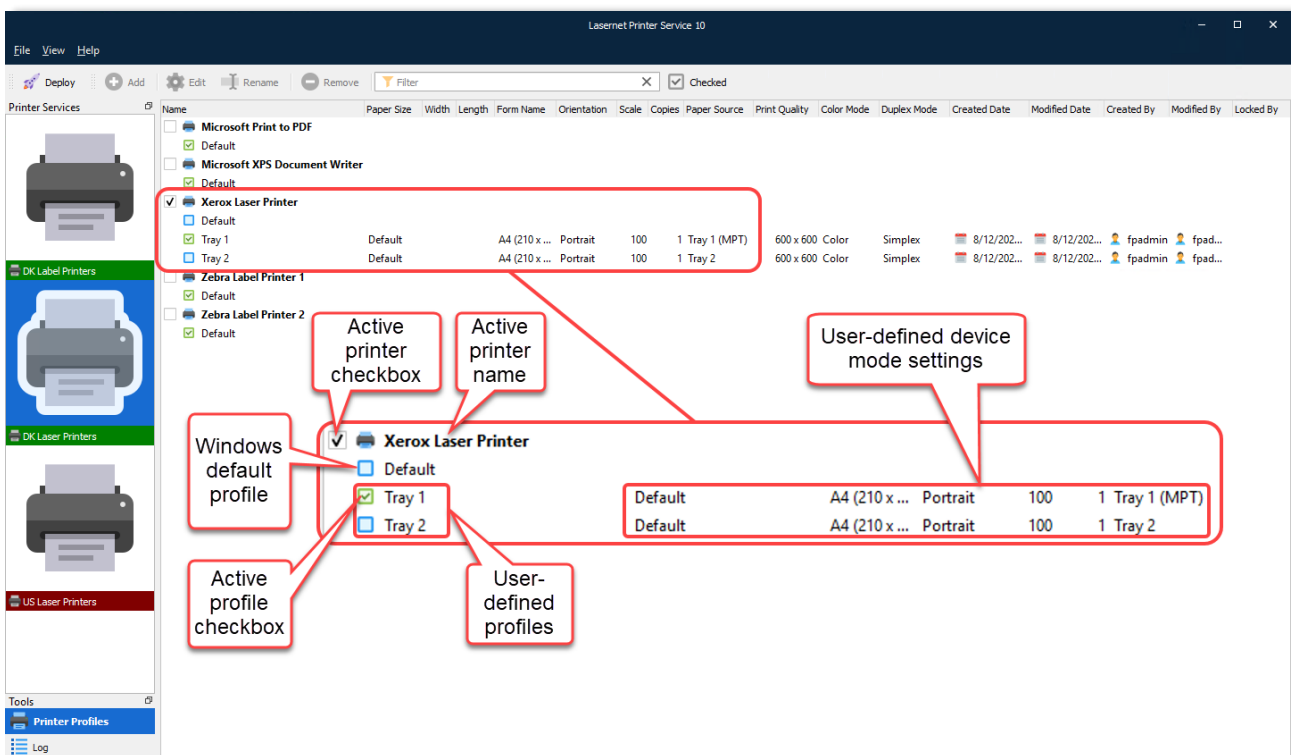 Lasernet Printer Service 10
File View Help
Deploy Add Edit Rename Remove Filter Checked
Printer Services
Name Paper Size Width Length Form Name Orientation Scale Copies Paper Source Print Quality Color Mode Duplex Mode Created Date Modified Date Created By Modified By Locked By
Microsoft Print to PDF
Default
Microsoft XPS Document Writer
Default
Xerox Laser Printer
Default
Tray 1 Default A4 (210 x ... Portrait 100 1 Tray 1 (MPT) 600 x 600 Color Simplex 8/12/202... 8/12/202... fpadmin fpad...
Tray 2 Default A4 (210 x ... Portrait 100 1 Tray 2 600 x 600 Color Simplex 8/12/202... 8/12/202... fpadmin fpad...
Zebra Label Printer 1
Default
Zebra Label Printer 2
Default
DK Label Printers
DK Laser Printers
US Laser Printers
Active
printer
checkbox
Active
printer
name
User-defined device
mode settings
Windows
default
profile
Xerox Laser Printer
Default
Tray 1 Default A4 (210 x ... Portrait 100 1 Tray 1 (MPT)
Tray 2 Default A4 (210 x ... Portrait 100 1 Tray 2
Active
profile
checkbox
User-
defined
profiles
Tools
Printer Profiles
Log